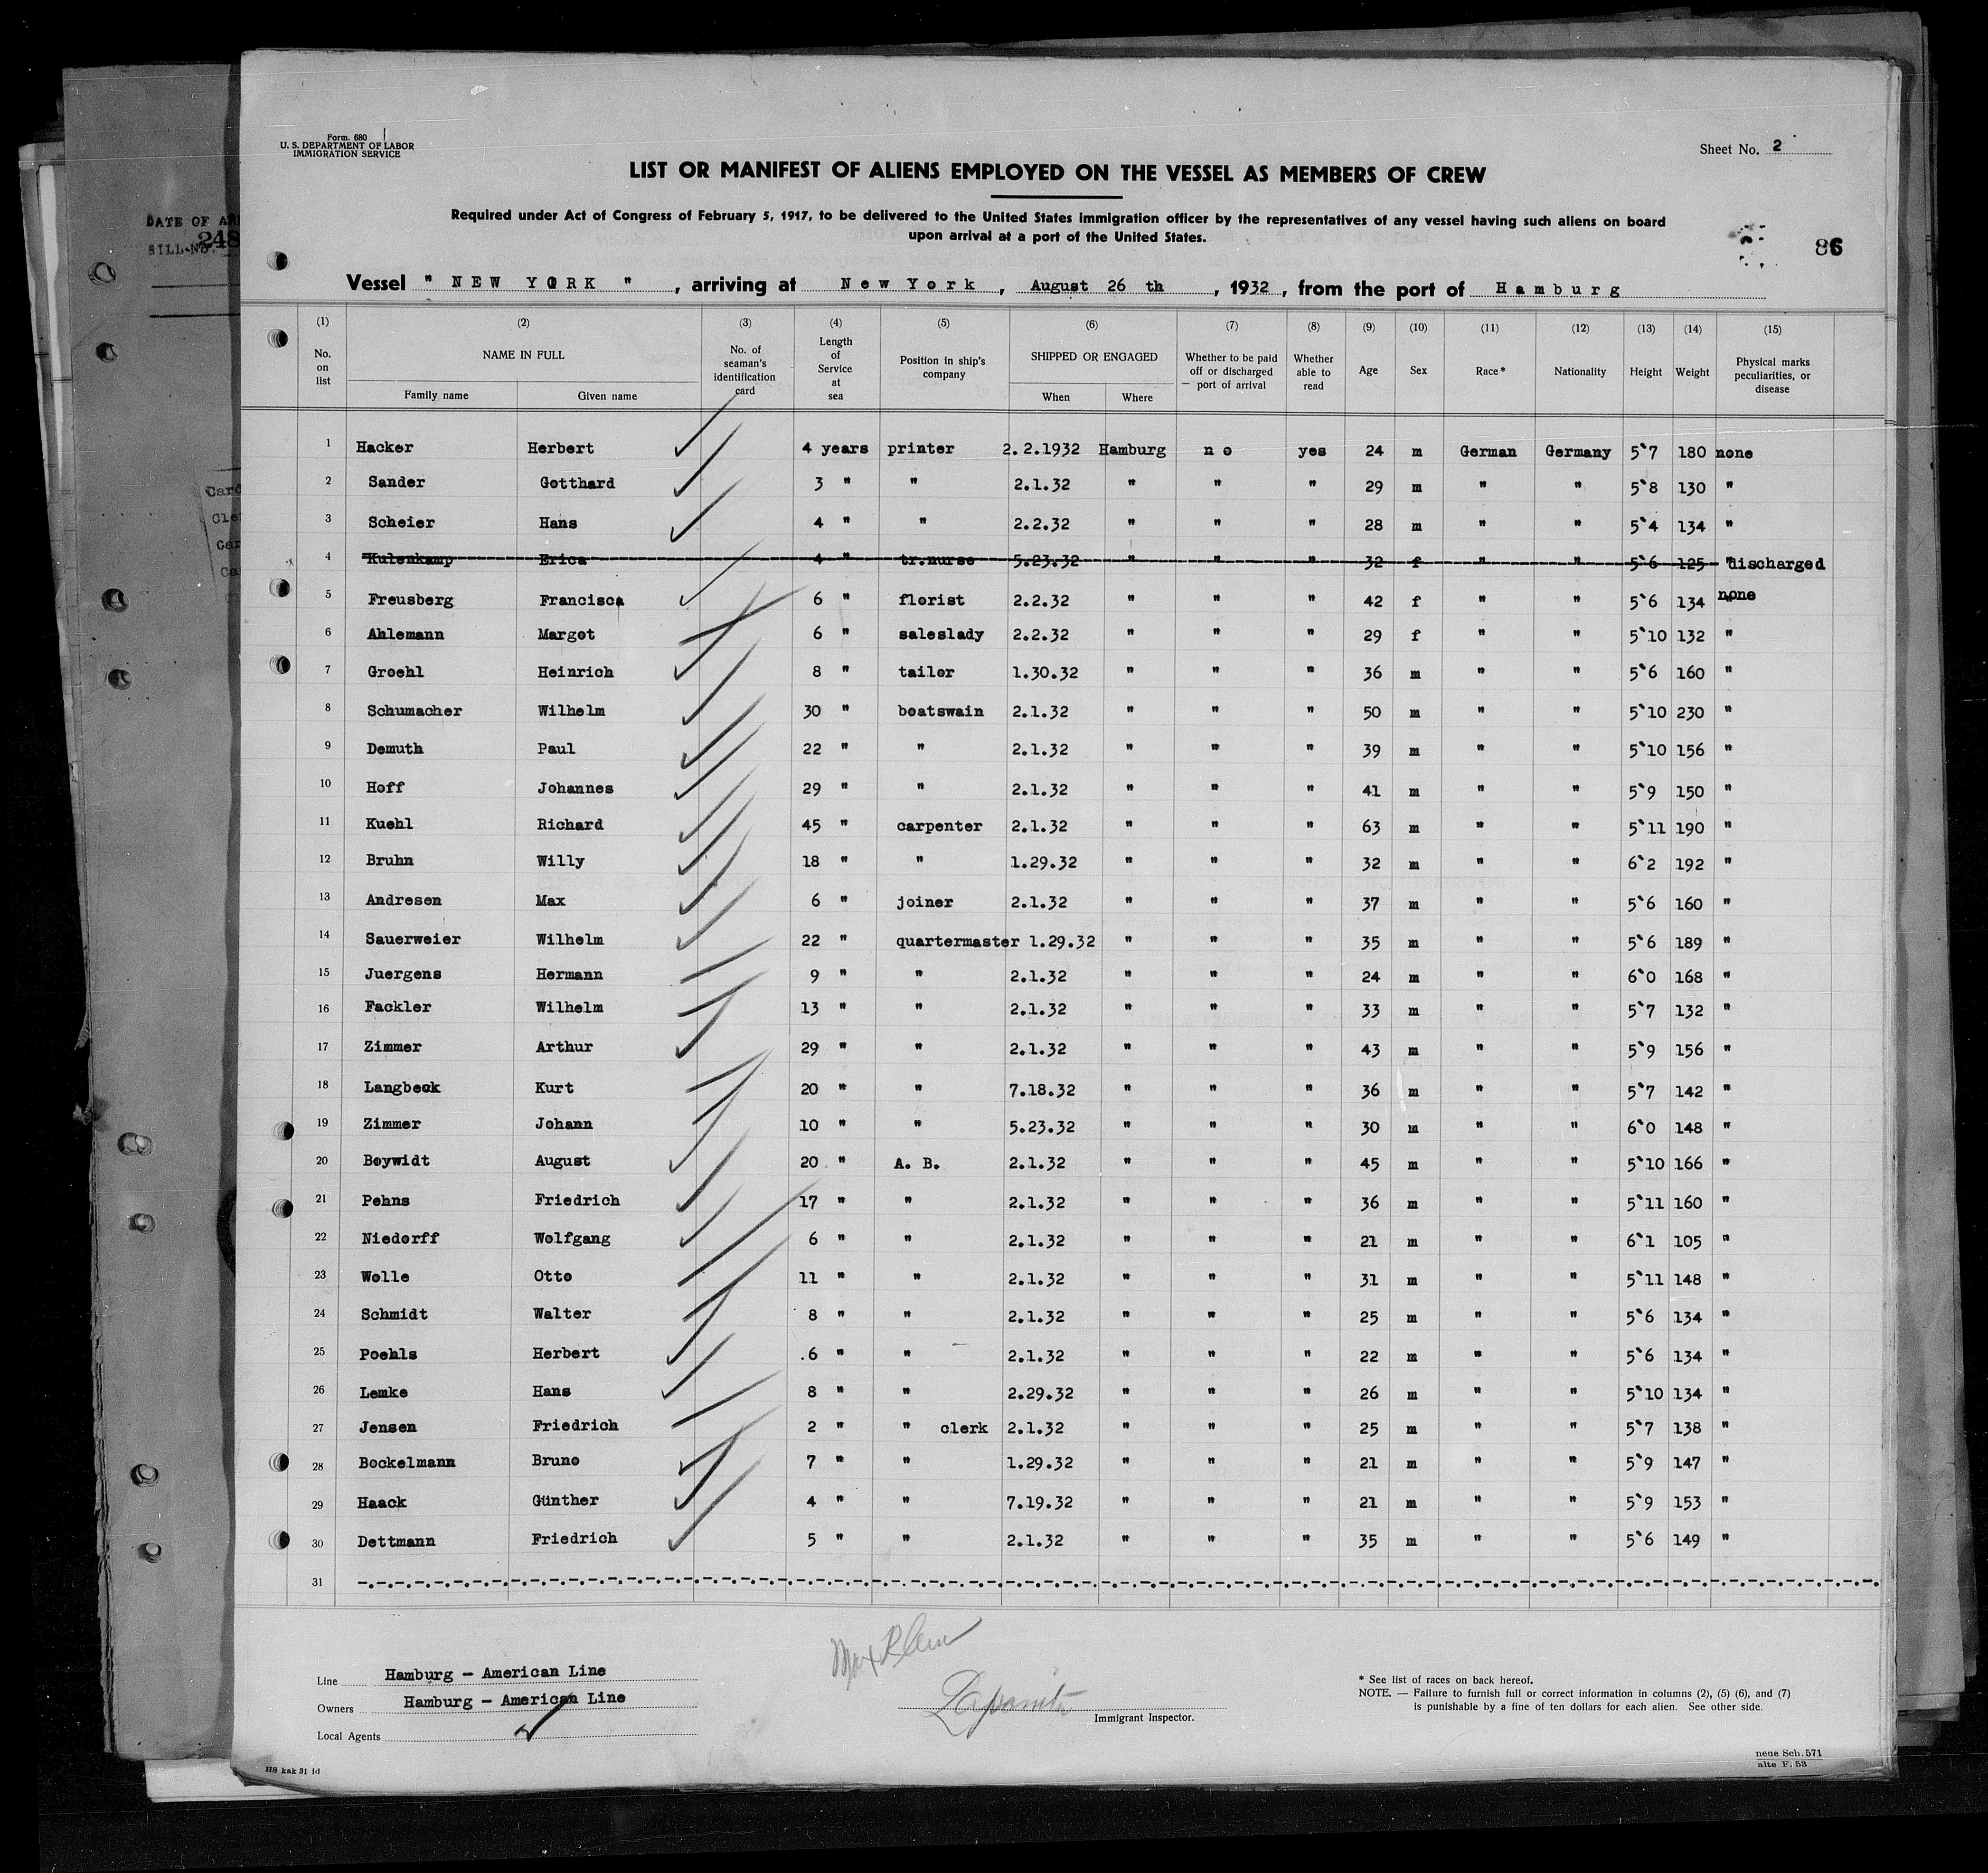 Form. 680
U. S. DEPARTMENT OF LABOR
IMMIGRATION SERVICE
Sheet No. 2
LIST OR MANIFEST OF ALIENS EMPLOYED ON THE VESSEL AS MEMBERS OF CREW
Required under Act of Congress of February 5, 1917, to be delivered to the United States Immigration officer by the representatives of any vessel having such aliens on board
upon arrival at a port of the United States.
86
DATE OF
BILL NO.
248
Vessel " NEW YORK " , arriving at New York , August 26 th , 1932 , from the port of Hamburg
(1) (2) (3) (4) (5) (6) (7) (8) (9) (10) (11) (12) (13) (14) (15)
No. on list NAME IN FULL Family name Given name No. of seaman's identification card Length of Service at sea Position in ship's company SHIPPED OR ENGAGED When Where Whether to be paid off or discharged port of arrival Whether able to read Age Sex Race* Nationality Height Weight Physical marks peculiarities, or disease
1 Hacker Herbert 4 years printer 2.2.1932 Hamburg no yes 24 m German Germany 5`7 180 none
2 Sander Gotthard 3 " " 2.1.32 " " " 29 m " " 5`8 130 "
3 Scheier Hans 4 " " 2.2.32 " " " 28 m " " 5`4 134 "
4 Kulenkamp Erica 4 " tr.nurse 5.23.32 " " " 32 f " " 5`6 125 " discharged
5 Freusberg Francisca 6 " florist 2.2.32 " " " 42 f " " 5`6 134 none
6 Ahlemann Margot 6 " saleslady 2.2.32 " " " 29 f " " 5`10 132 "
7 Groehl Heinrich 8 " tailor 1.30.32 " " " 36 m " " 5`6 160 "
8 Schumacher Wilhelm 30 " boatswain 2.1.32 " " " 50 m " " 5`10 230 "
9 Demuth Paul 22 " " 2.1.32 " " " 39 m " " 5`10 156 "
10 Hoff Johannes 29 " " 2.1.32 " " " 41 m " " 5`9 150 "
11 Kuehl Richard 45 " carpenter 2.1.32 " " " 63 m " " 5`11 190 "
12 Bruhn Willy 18 " " 1.29.32 " " " 32 m " " 6`2 192 "
13 Andresen Max 6 " joiner 2.1.32 " " " 37 m " " 5`6 160 "
14 Sauerweier Wilhelm 22 " quartermaster 1.29.32 " " " 35 m " " 5`6 189 "
15 Juergens Hermann 9 " " 2.1.32 " " " 24 m " " 6`0 168 "
16 Fackler Wilhelm 13 " " 2.1.32 " " " 33 m " " 5`7 132 "
17 Zimmer Arthur 29 " " 2.1.32 " " " 43 m " " 5`9 156 "
18 Langbeck Kurt 20 " " 7.18.32 " " " 36 m " " 5`7 142 "
19 Zimmer Johann 10 " " 5.23.32 " " " 30 m " " 6`0 148 "
20 Boywidt August 20 " A. B. 2.1.32 " " " 45 m " " 5`10 166 "
21 Pehns Friedrich 17 " " 2.1.32 " " " 36 m " " 5`11 160 "
22 Niedorff Wolfgang 6 " " 2.1.32 " " " 21 m " " 6`1 105 "
23 Wolle Otto 11 " " 2.1.32 " " " 31 m " " 5`11 148 "
24 Schmidt Walter 8 " " 2.1.32 " " " 25 m " " 5`6 134 "
25 Poehls Herbert .6 " " 2.1.32 " " " 22 m " " 5`6 134 "
26 Lemke Hans 8 " " 2.29.32 " " " 26 m " " 5`10 134 "
27 Jensen Friedrich 2 " " clerk 2.1.32 " " " 25 m " " 5`7 138 "
28 Bockelmann Bruno 7 " " 1.29.32 " " " 21 m " " 5`9 147 "
29 Haack Günther 4 " " 7.19.32 " " " 21 m " " 5`9 153 "
30 Dettmann Friedrich 5 " " 2.1.32 " " " 35 m " " 5`6 149 "
31
Line Hamburg - American Line
Owners Hamburg - American Line
Local Agents
Max
Immigrant Inspector.
* See list of races on back hereof.
NOTE. — Failure to furnish full or correct information in columns (2), (5) (6), and (7)
is punishable by a fine of ten dollars for each alien. See other side.
HS kak 31 fd
neue Sch. 571
alte F. 53